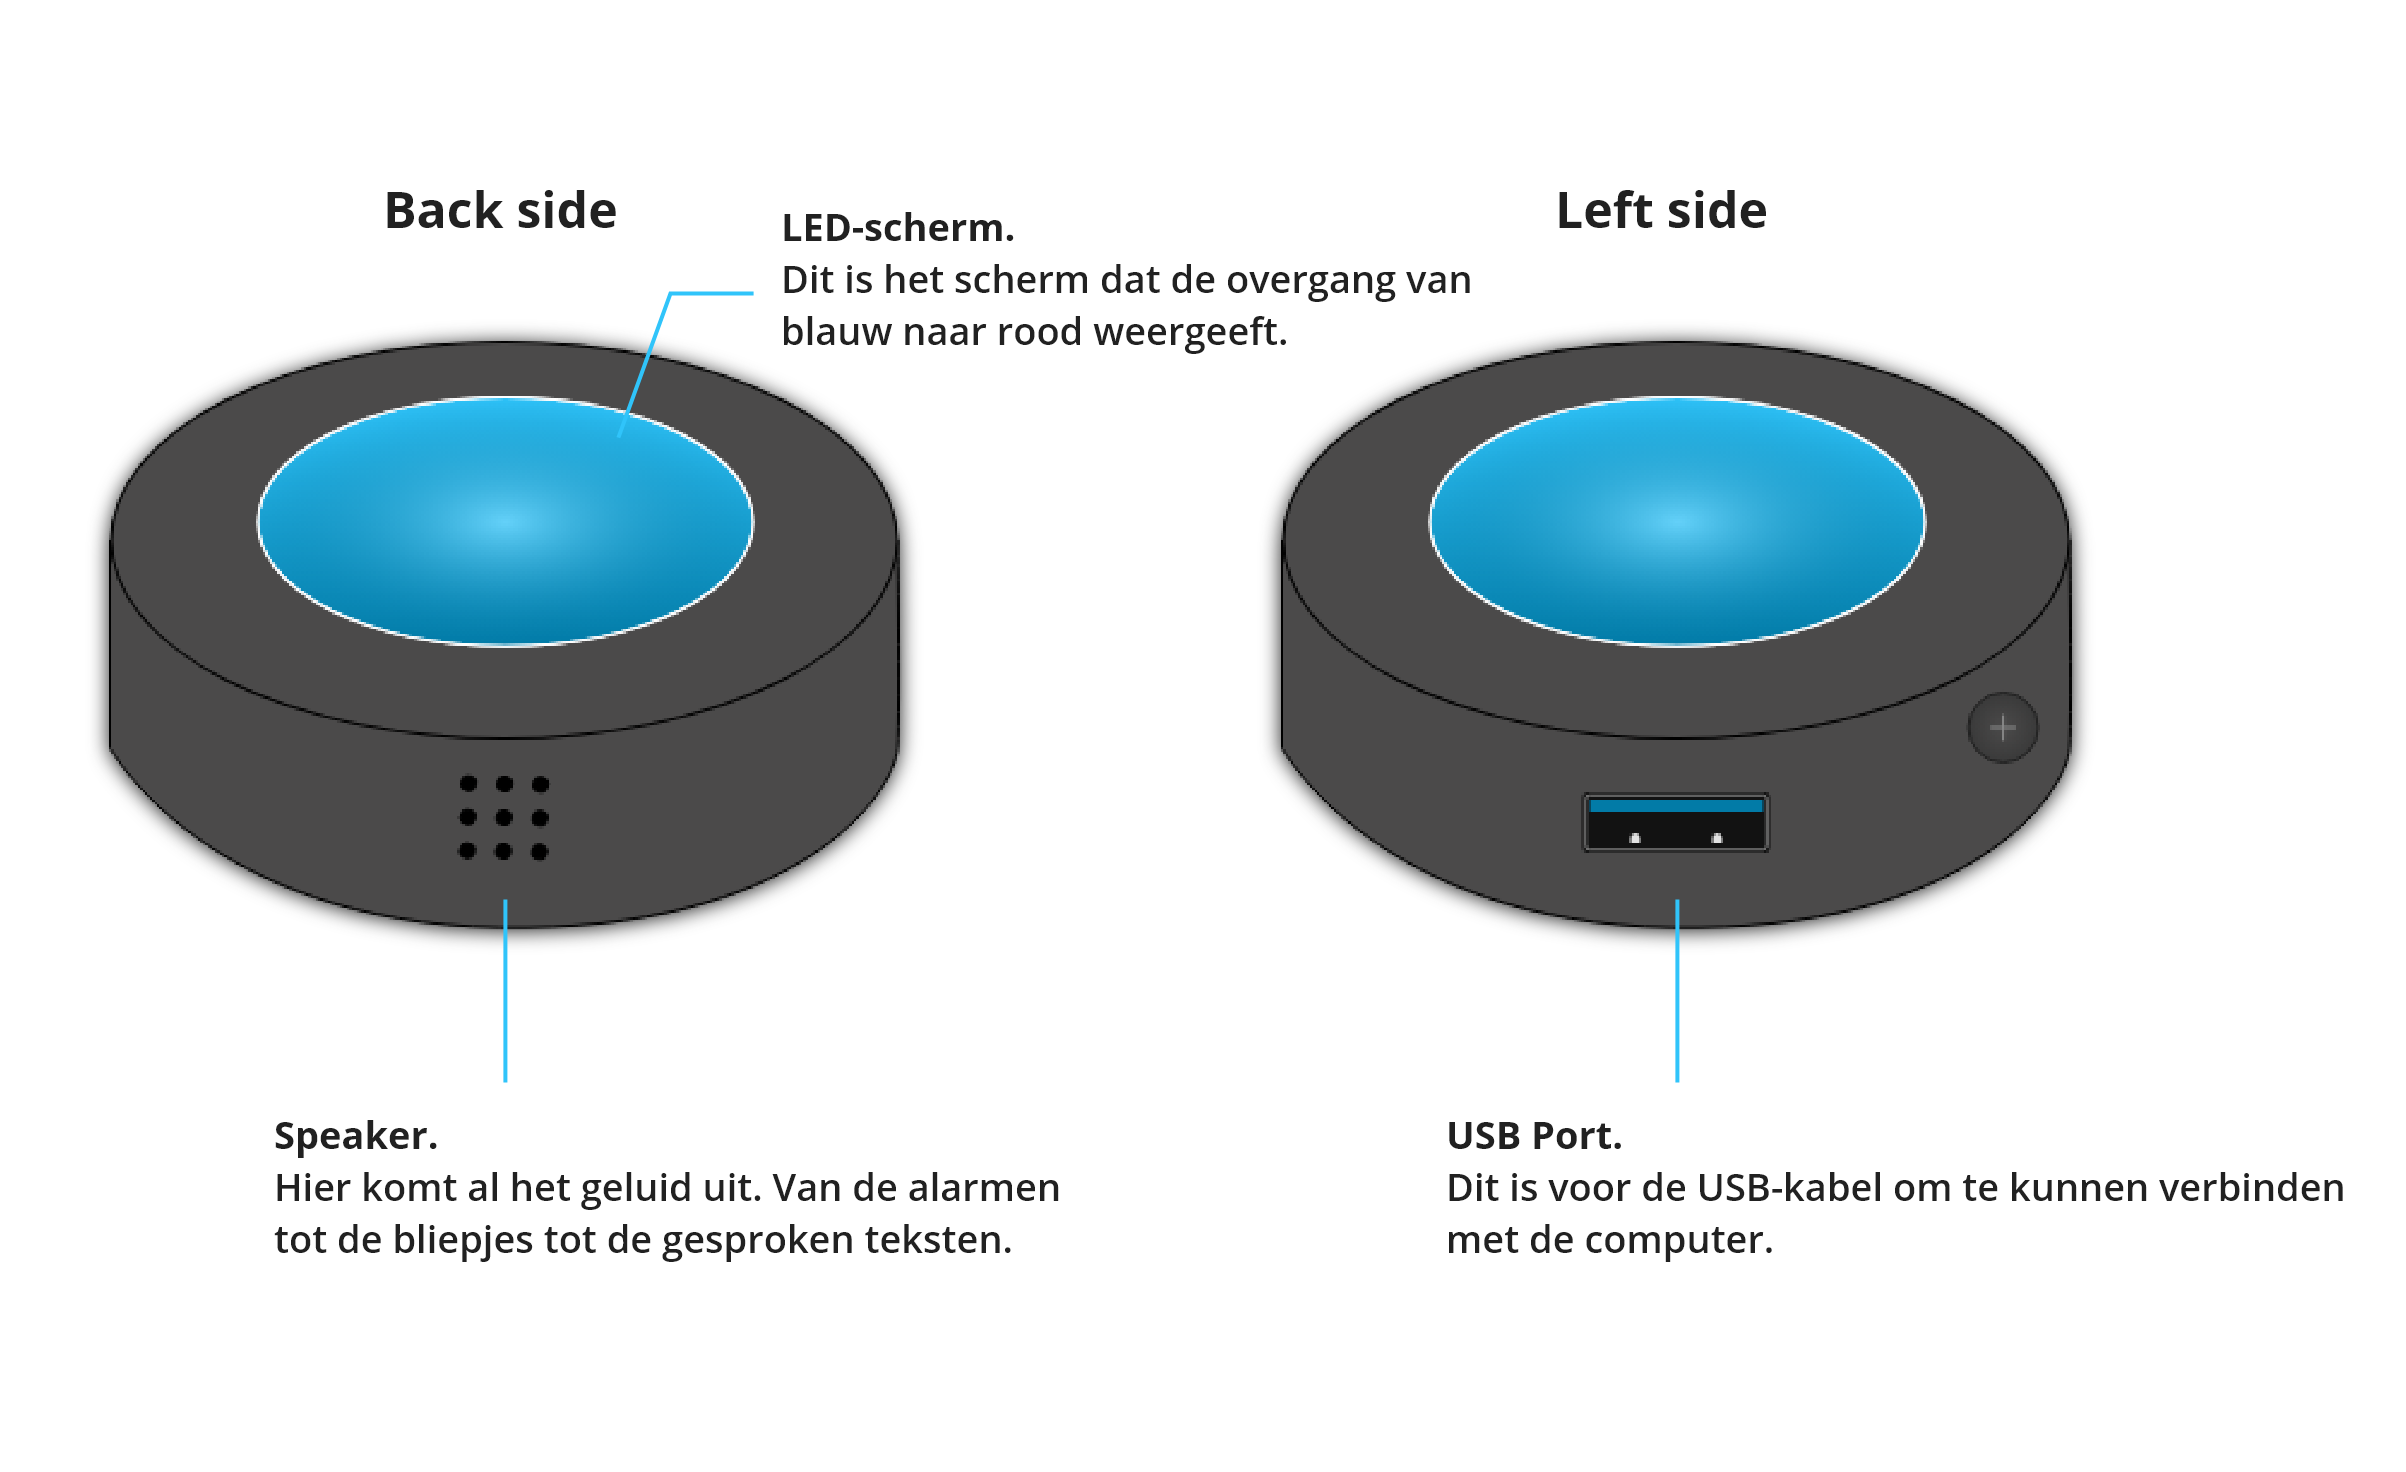 Back side
LED-scherm.
Dit is het scherm dat de overgang van
blauw naar rood weergeeft.
Left side
Speaker.
Hier komt al het geluid uit. Van de alarmen
tot de bliepjes tot de gesproken teksten.
USB Port.
Dit is voor de USB-kabel om te kunnen verbinden
met de computer.